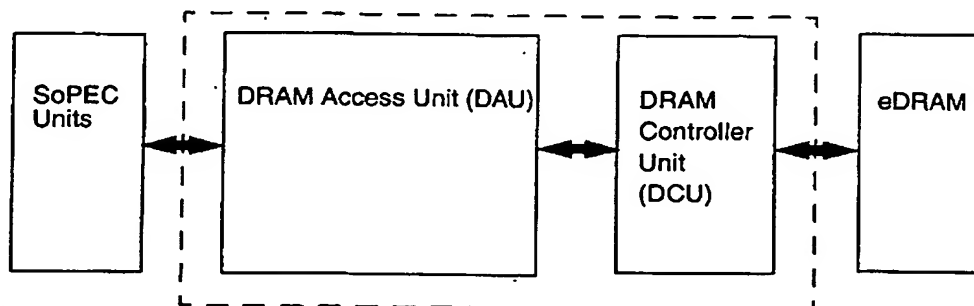 SoPEC
Units
DRAM Access Unit (DAU)
DRAM
Controller
Unit
(DCU)
eDRAM